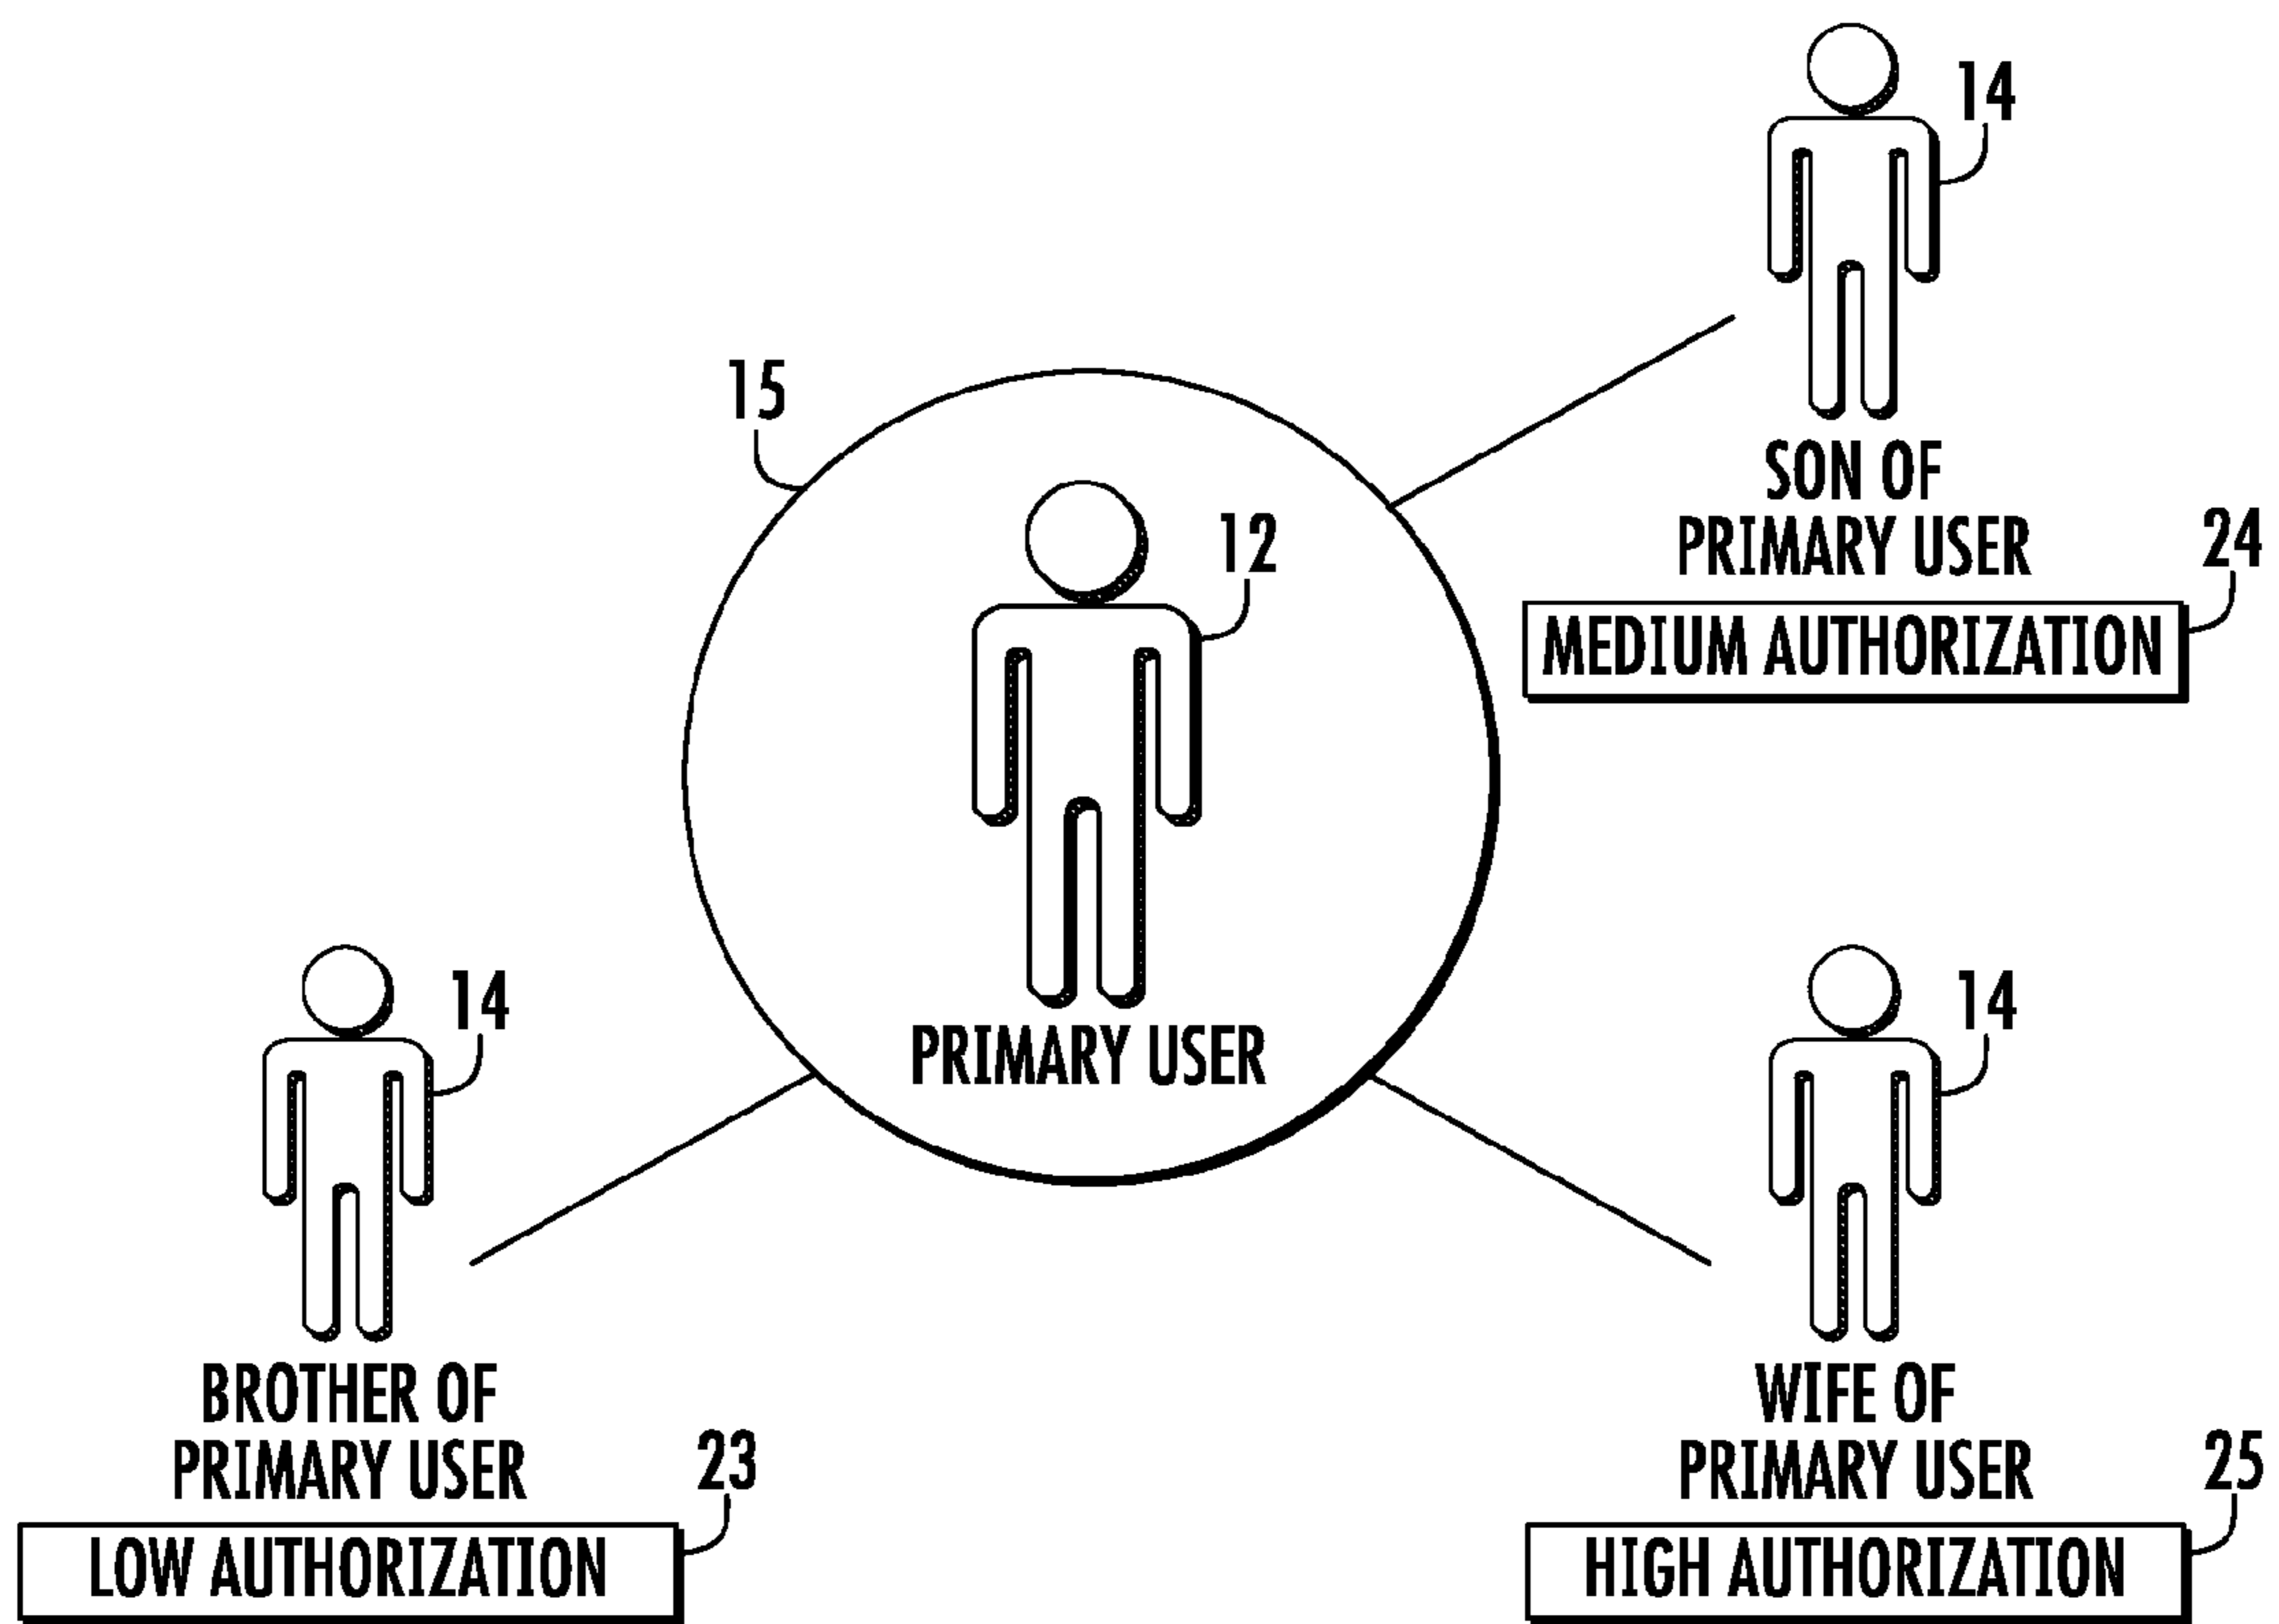 14
SON OF
PRIMARY USER
24
MEDIUM AUTHORIZATION
15
12
PRIMARY USER
14
BROTHER OF
PRIMARY USER
23
LOW AUTHORIZATION
14
WIFE OF
PRIMARY USER
25
HIGH AUTHORIZATION